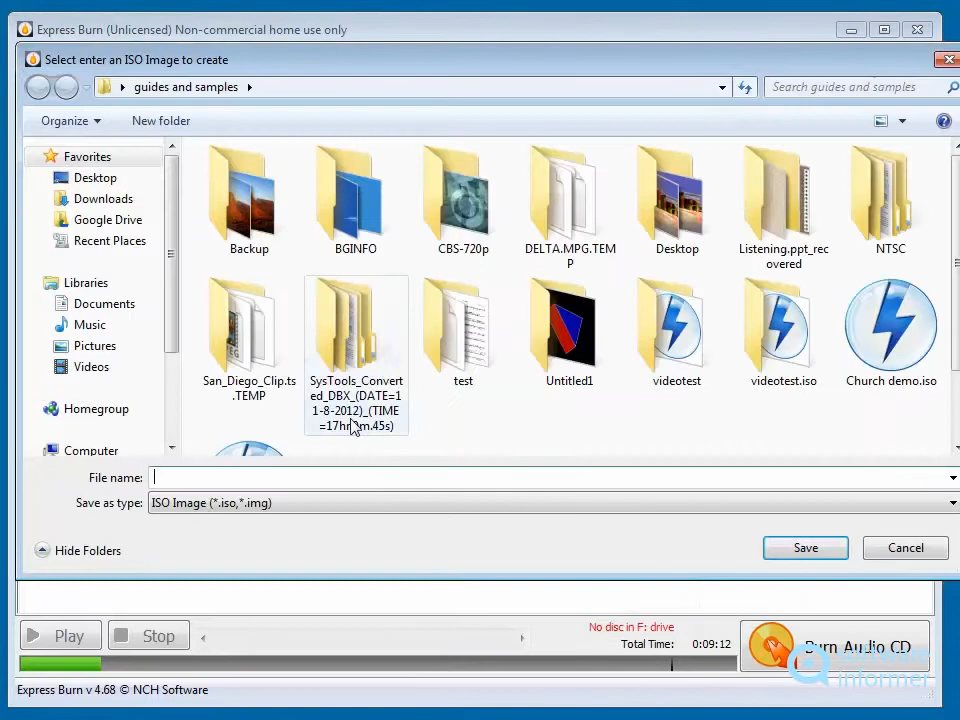 Express Burn (Unlicensed) Non-commercial home use only
Select enter an ISO Image to create
guides and samples
Search guides and samples
Organize
New folder
Favorites
Desktop
Downloads
Google Drive
Recent Places
Libraries
Documents
Music
Pictures
Videos
Homegroup
Computer
Backup
BGINFO
CBS-720p
DELTA.MPG.TEM
P
Desktop
Listening.ppt_re
covered
NTSC
San_Diego_Clip.ts
.TEMP
SysTools_Convert
ed_DBX_(DATE=1
1-8-2012)_(TIME
test
Untitled1
videotest
videotest.iso
Church demo.iso
File name:
Save as type: ISO Image (*.iso,*.img)
Hide Folders
Save
Cancel
Play
Stop
No disc in F: drive
Total Time: 0:09:12
Burn Audio CD
software
informer
Express Burn v 4.68 © NCH Software